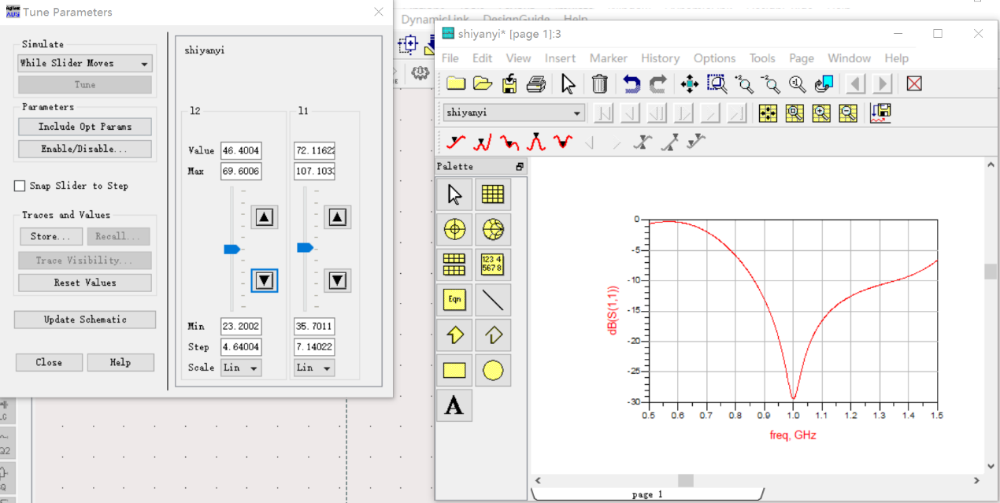 Tune Parameters
Simulate
While Slider Moves
Tune
Parameters
Include Opt Params
Enable/Disable...
Snap Slider to Step
Traces and Values
Store...
Recall...
Trace Visibility...
Reset Values
Update Schematic
Close
Help
shiyanyi
l2
l1
Value 46.4004 72.1162
Max 69.6006 107.103
Min 23.2002 35.7011
Step 4.64004 7.14022
Scale Lin Lin
DynamicLink DesignGuide Help
shiyanyi* [page 1]:3
File Edit View Insert Marker History Options Tools Page Window Help
shiyanyi
Palette
123 4
567 8
Eqn
A
0
-5
-10
-15
-20
-25
-30
dB(S(1,1))
0.5 0.6 0.7 0.8 0.9 1.0 1.1 1.2 1.3 1.4 1.5
freq, GHz
page 1